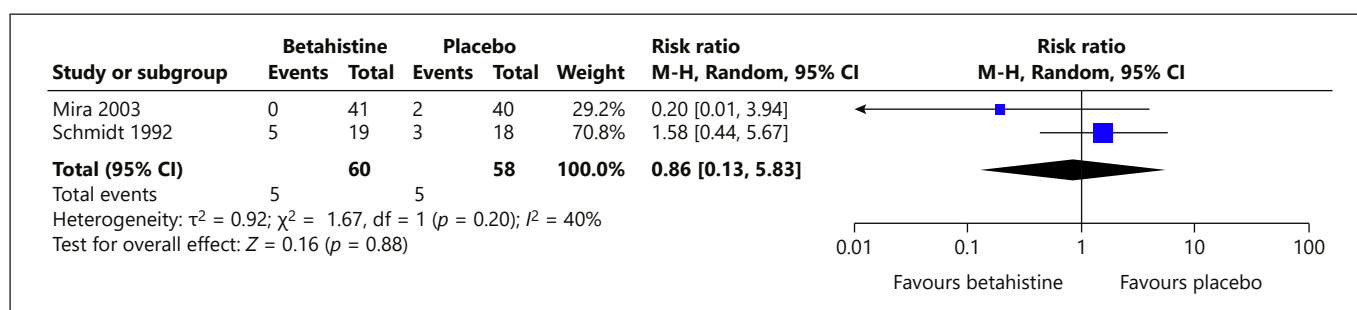 Betahistine Placebo Risk ratio Risk ratio
Study or subgroup Events Total Events Total Weight M-H, Random, 95% CI M-H, Random, 95% CI
Mira 2003 0 41 2 40 29.2% 0.20 [0.01, 3.94]
Schmidt 1992 5 19 3 18 70.8% 1.58 [0.44, 5.67]
Total (95% CI) 60 58 100.0% 0.86 [0.13, 5.83]
Total events 5 5
Heterogeneity: τ² = 0.92; χ² = 1.67, df = 1 (p = 0.20); I² = 40%
Test for overall effect: Z = 0.16 (p = 0.88)
0.01 0.1 1 10 100
Favours betahistine Favours placebo